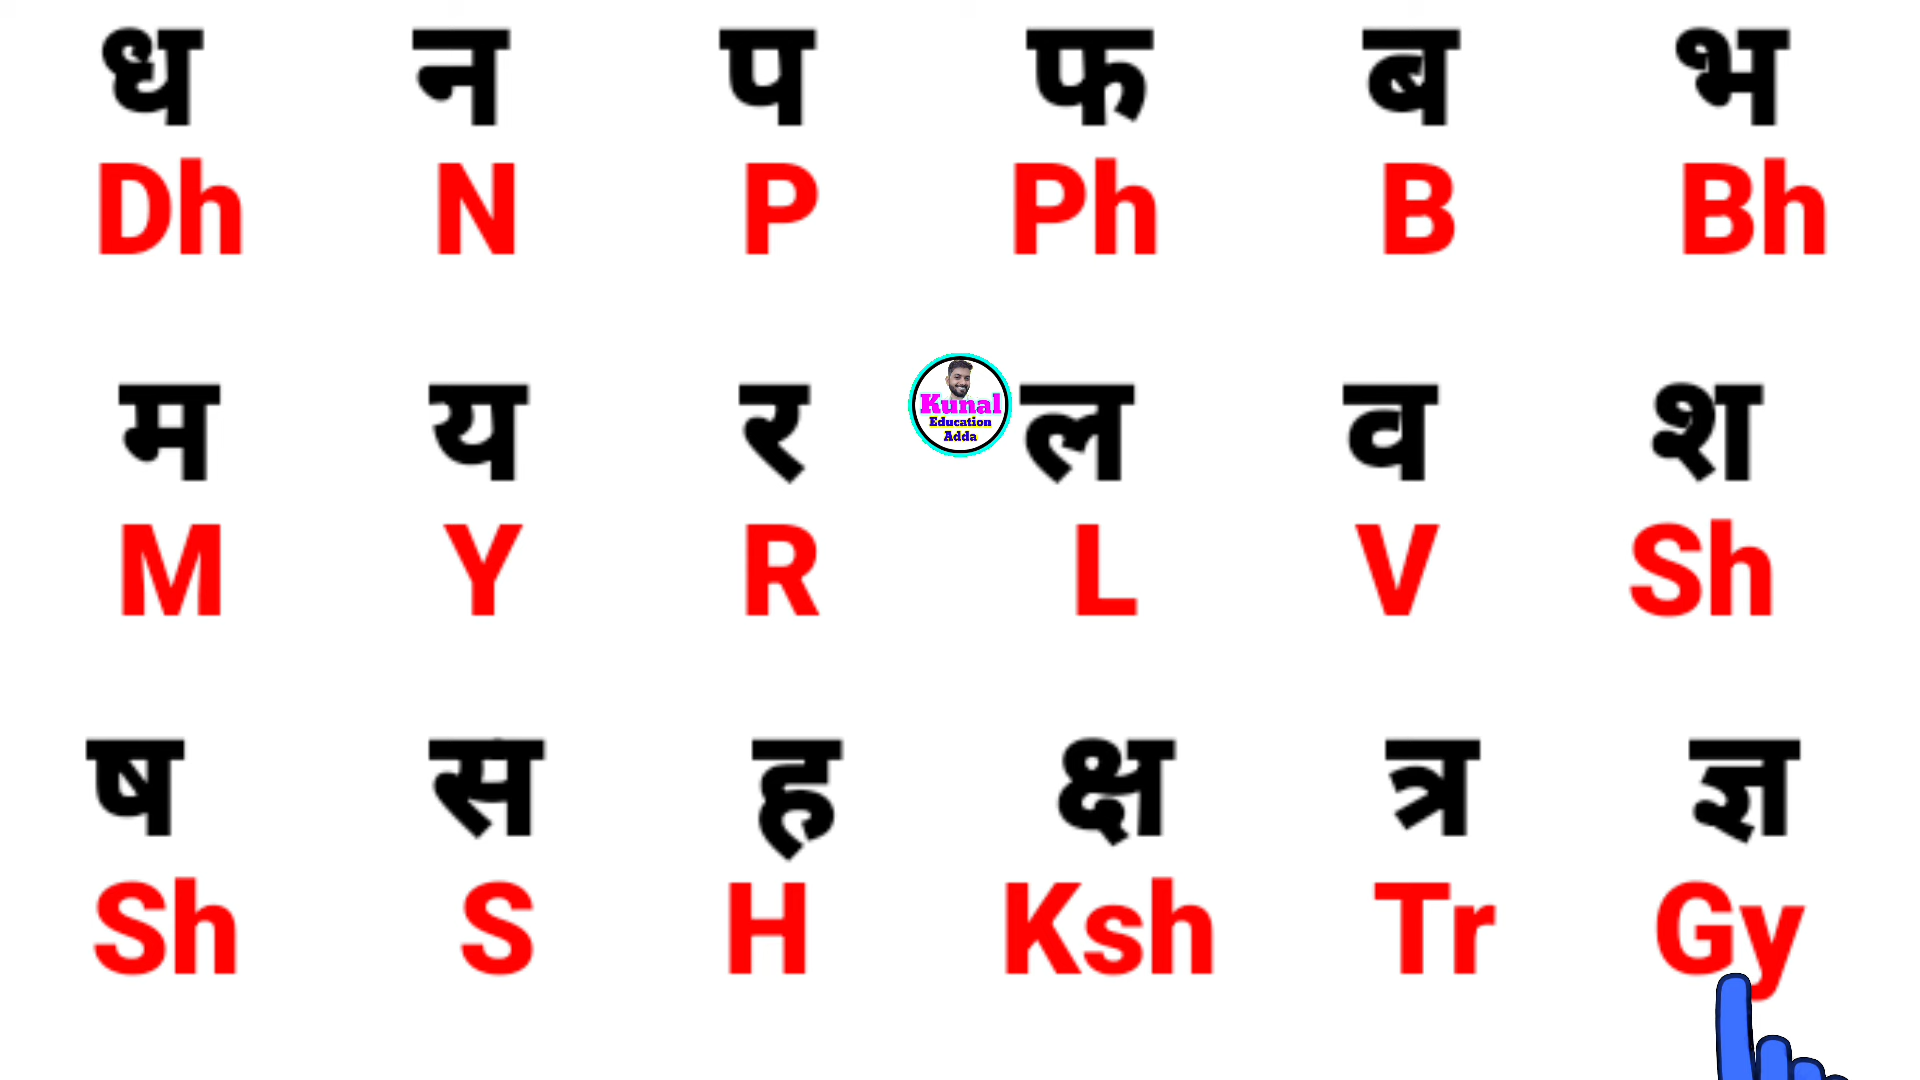 ध न प फ ब भ
Dh N P Ph B Bh
म य र ल व श
Kunal
Education
Adda
M Y R L V Sh
ष स ह क्ष त्र ज्ञ
Sh S H Ksh Tr Gy